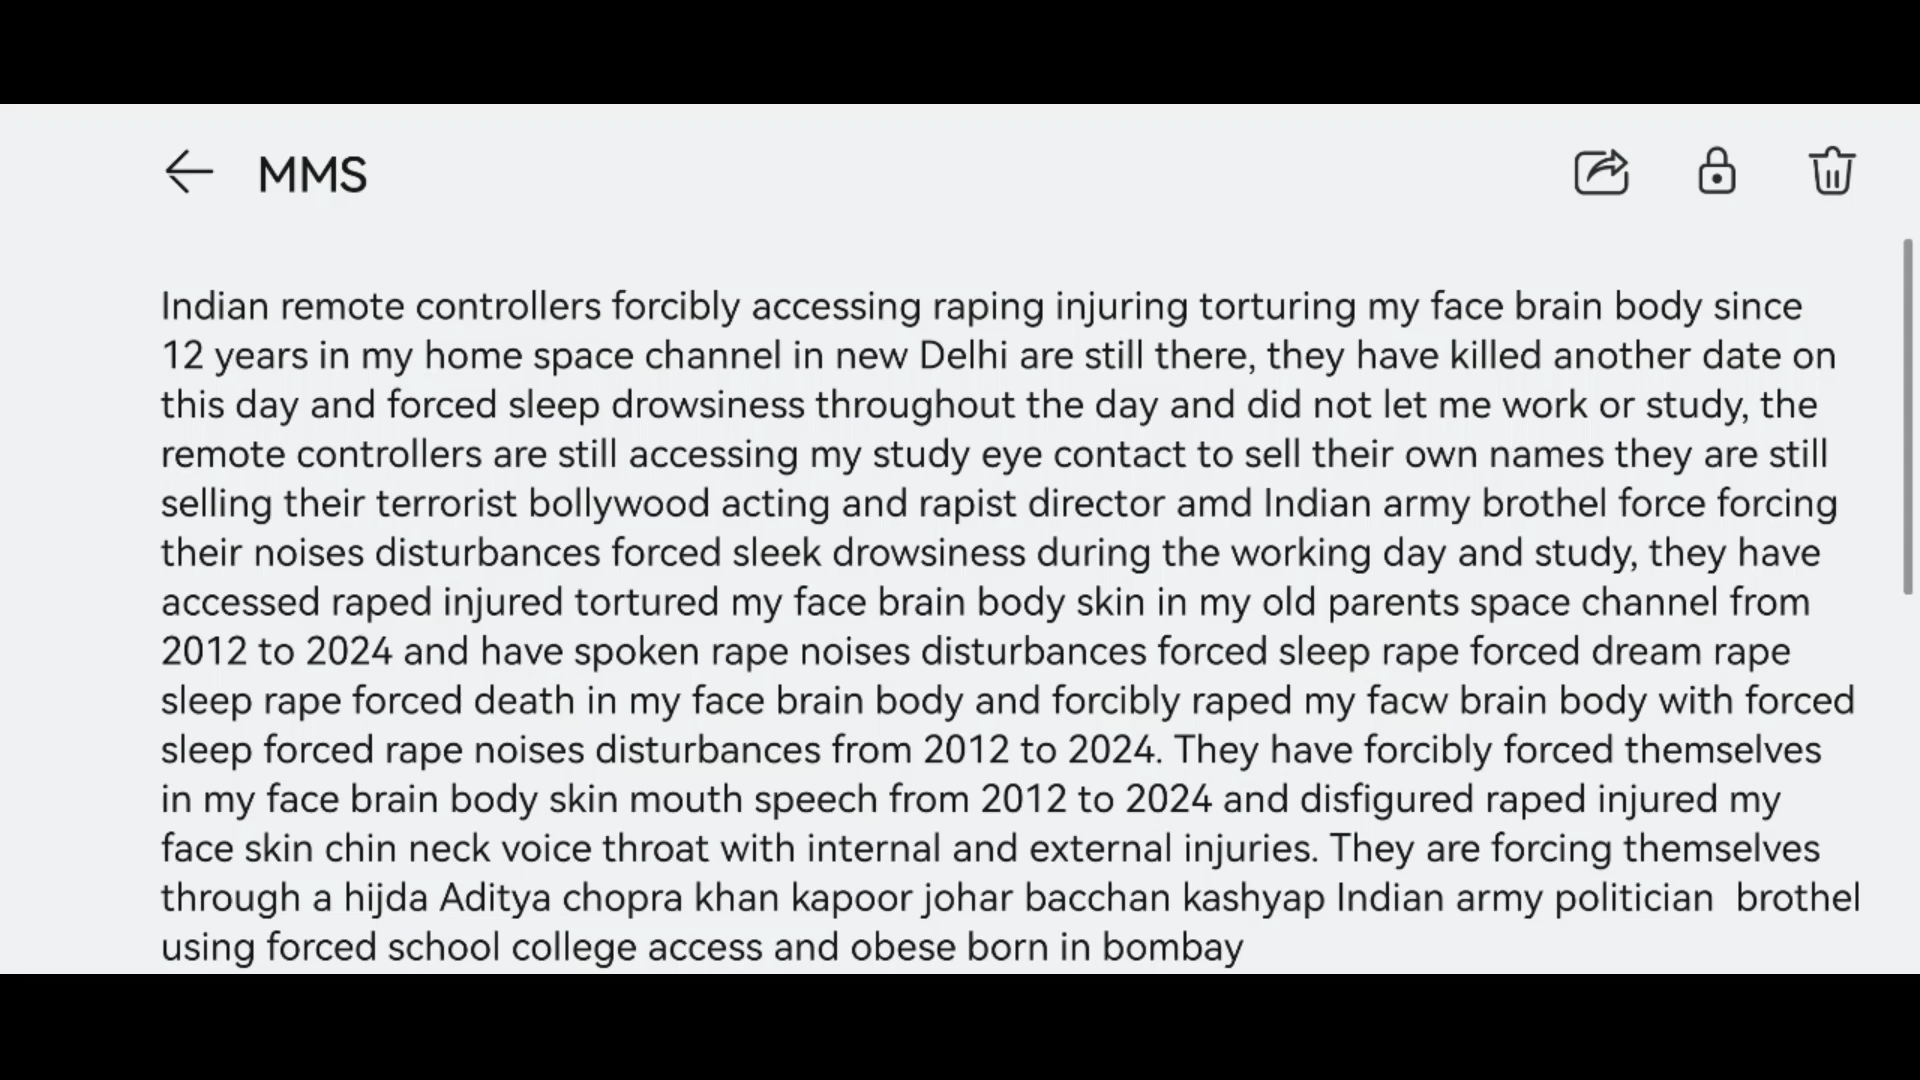 MMS
Indian remote controllers forcibly accessing raping injuring torturing my face brain body since
12 years in my home space channel in new Delhi are still there, they have killed another date on
this day and forced sleep drowsiness throughout the day and did not let me work or study, the
remote controllers are still accessing my study eye contact to sell their own names they are still
selling their terrorist bollywood acting and rapist director amd Indian army brothel force forcing
their noises disturbances forced sleek drowsiness during the working day and study, they have
accessed raped injured tortured my face brain body skin in my old parents space channel from
2012 to 2024 and have spoken rape noises disturbances forced sleep rape forced dream rape
sleep rape forced death in my face brain body and forcibly raped my facw brain body with forced
sleep forced rape noises disturbances from 2012 to 2024. They have forcibly forced themselves
in my face brain body skin mouth speech from 2012 to 2024 and disfigured raped injured my
face skin chin neck voice throat with internal and external injuries. They are forcing themselves
through a hijda Aditya chopra khan kapoor johar bacchan kashyap Indian army politician  brothel
using forced school college access and obese born in bombay